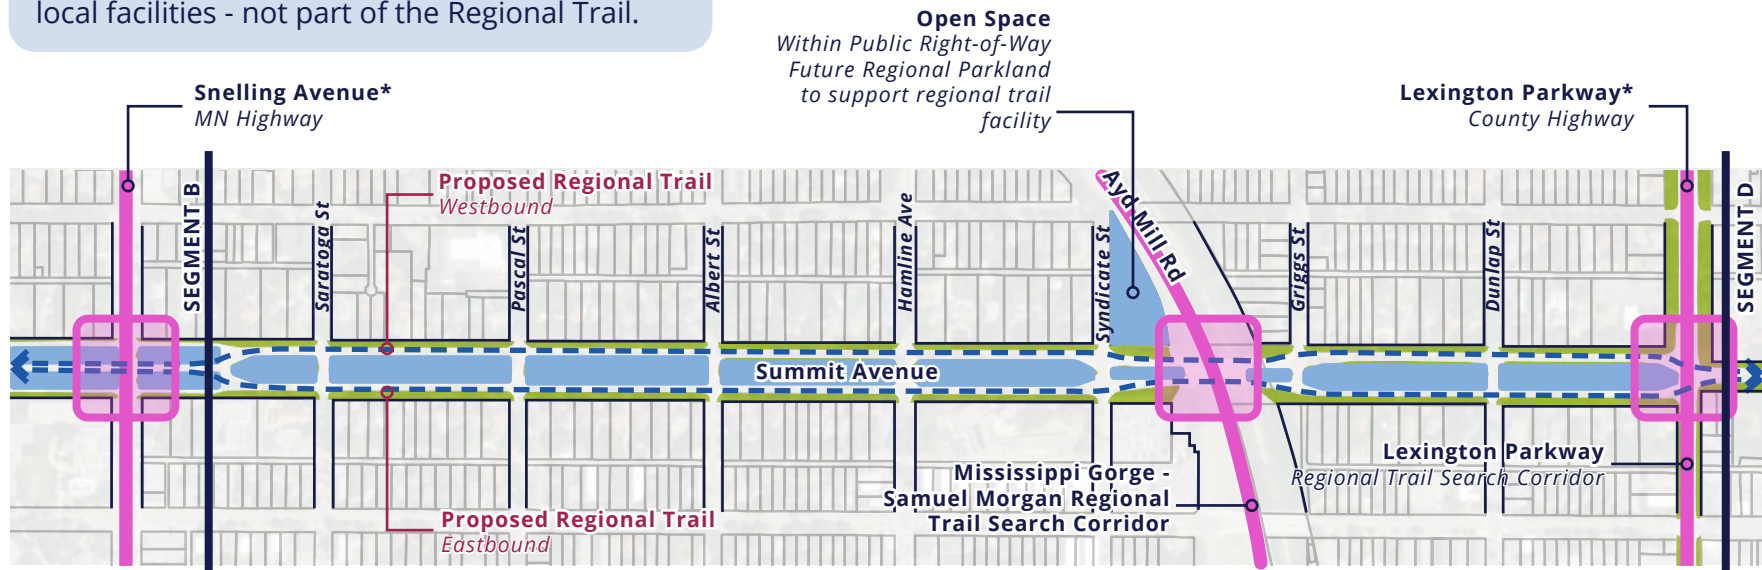 local facilities - not part of the Regional Trail.
Open Space
Within Public Right-of-Way
Future Regional Parkland
to support regional trail
facility
Snelling Avenue*
MN Highway
Lexington Parkway*
County Highway
Proposed Regional Trail
Westbound
SEGMENT B
Saratoga St
Pascal St
Albert St
Hamline Ave
Syndicate St
Ayd Mill Rd
Griggs St
Dunlap St
SEGMENT D
Summit Avenue
Mississippi Gorge -
Samuel Morgan Regional
Trail Search Corridor
Lexington Parkway
Regional Trail Search Corridor
Proposed Regional Trail
Eastbound